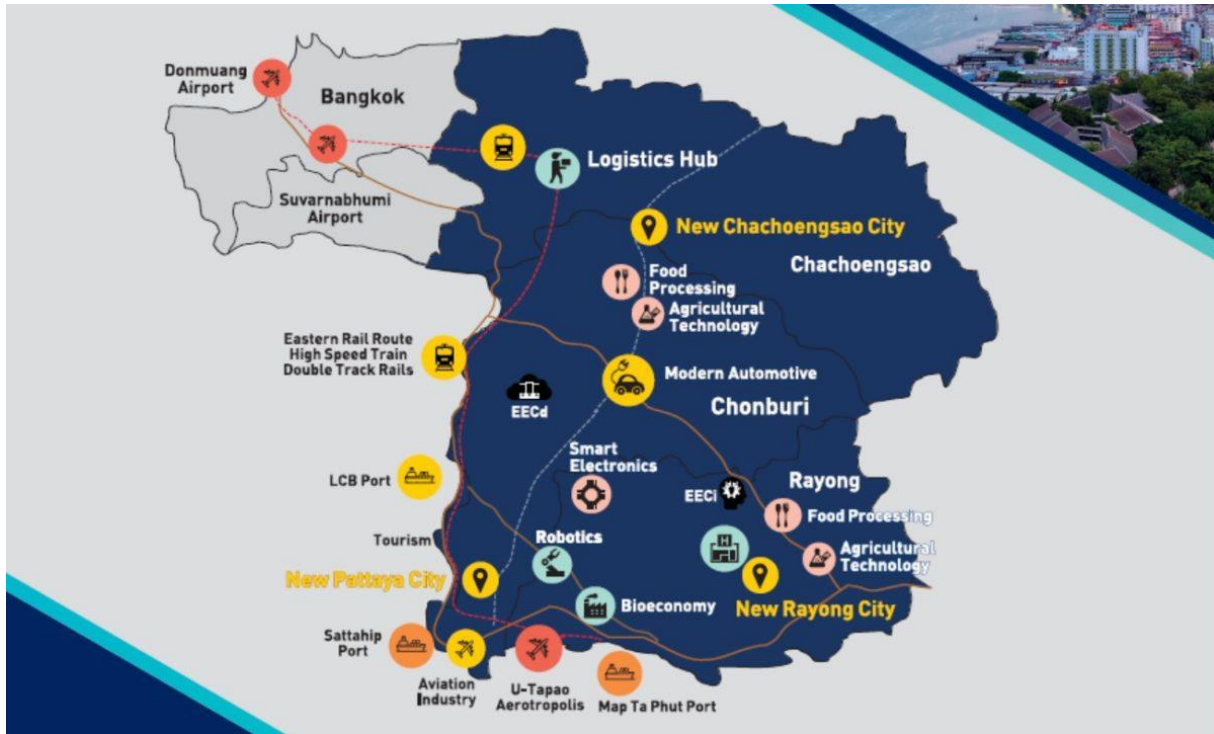 Donmuang
Airport
Bangkok
Suvarnabhumi
Airport
Logistics Hub
New Chachoengsao City
Chachoengsao
Food
Processing
Agricultural
Technology
Eastern Rail Route
High Speed Train
Double Track Rails
EECd
Modern Automotive
Chonburi
Smart
Electronics
LCB Port
EECi
Rayong
Food Processing
Tourism
Robotics
Agricultural
Technology
New Pattaya City
Bioeconomy
New Rayong City
H
Sattahip
Port
Aviation
Industry
U-Tapao
Aerotropolis
Map Ta Phut Port